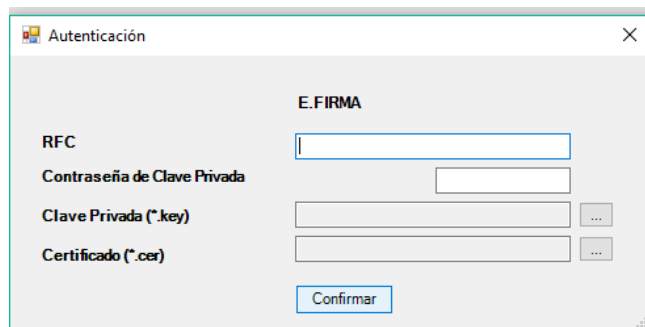 Autenticación
E.FIRMA
RFC
Contraseña de Clave Privada
Clave Privada (*.key)
...
Certificado (*.cer)
...
Confirmar